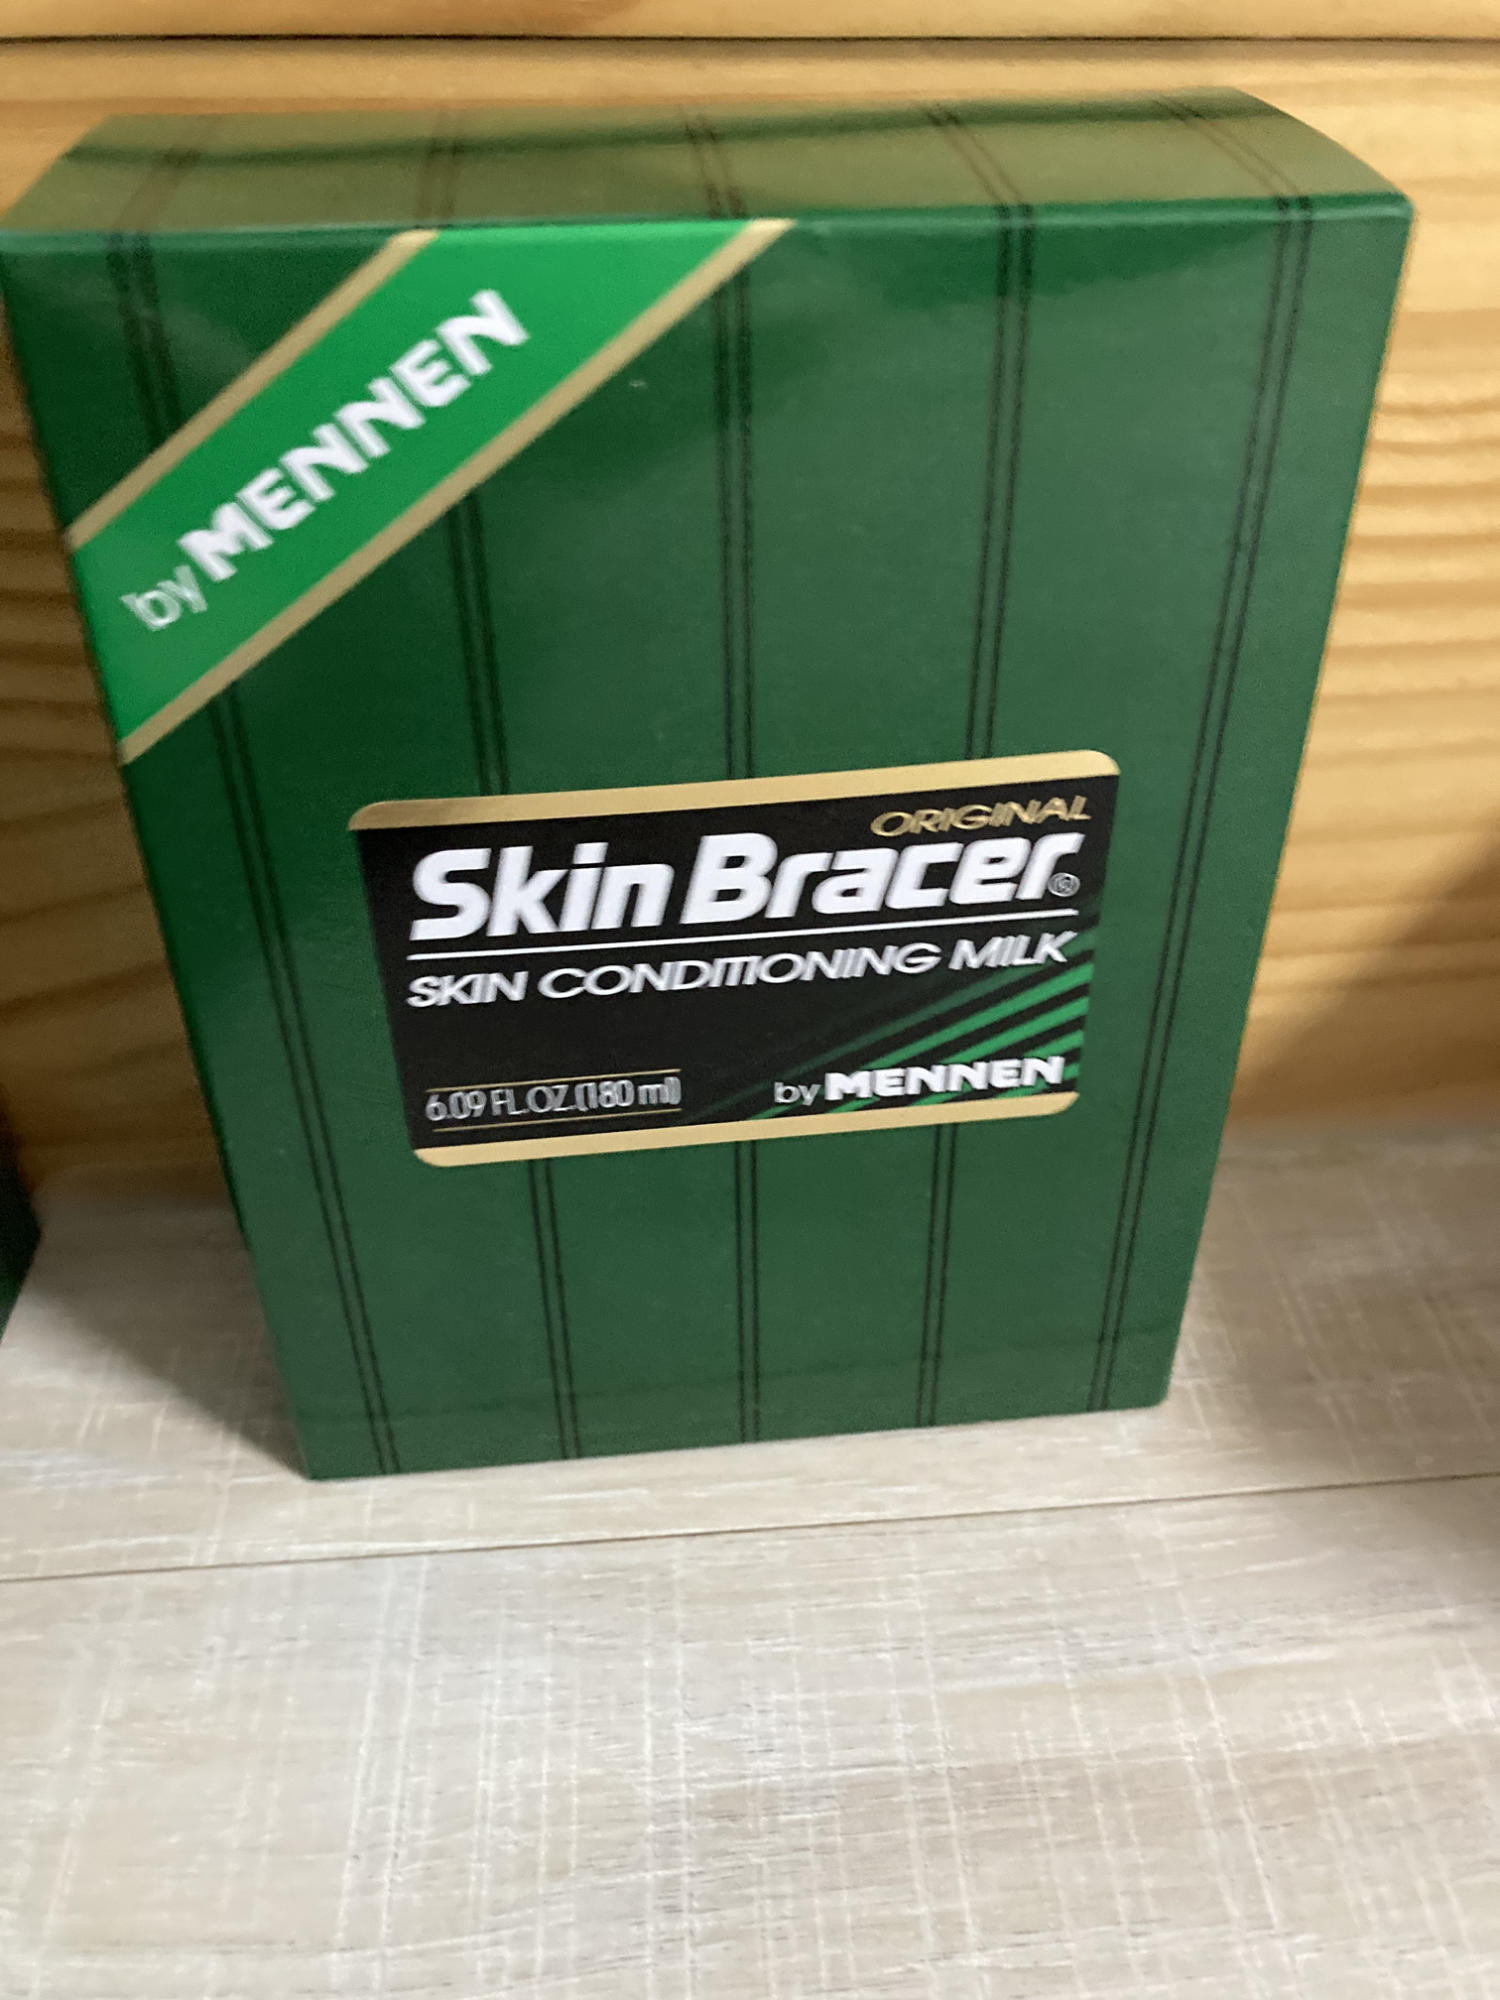 by MENNEN
ORIGINAL
Skin Bracer®
SKIN CONDITIONING MILK
6.09 FL.OZ.(180 ml)
by MENNEN